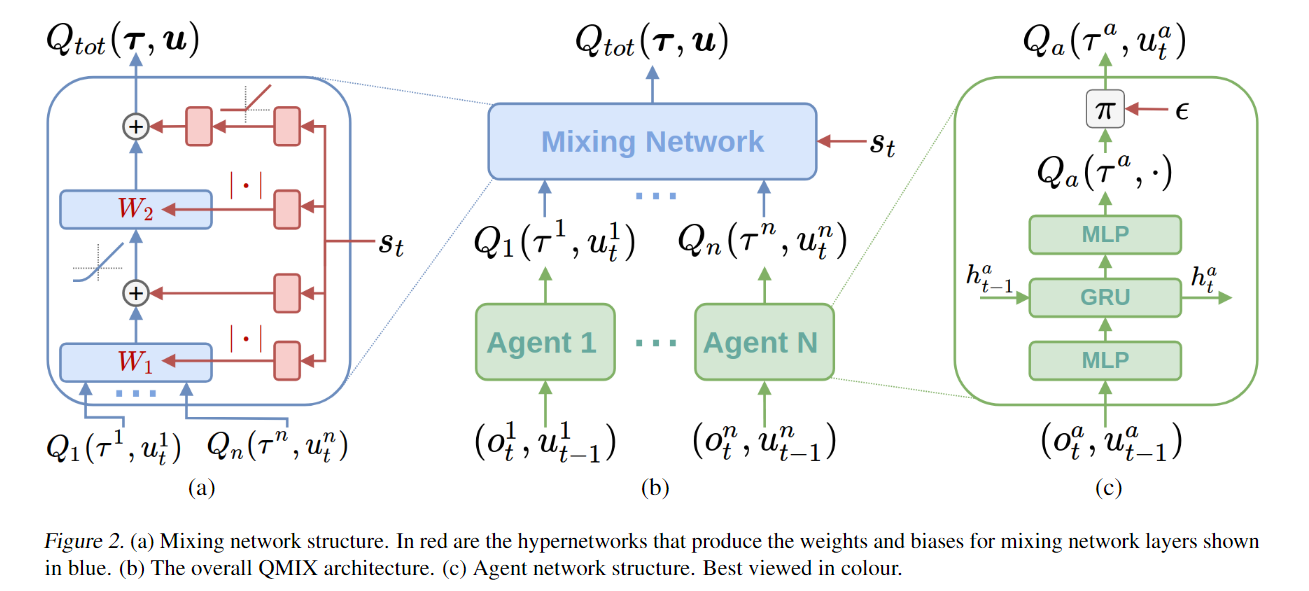 Q_tot(τ, u)
W_2
W_1
|·|
|·|
s_t
Q_1(τ^1, u_t^1) Q_n(τ^n, u_t^n)
(a)
Q_tot(τ, u)
Mixing Network
s_t
Q_1(τ^1, u_t^1) Q_n(τ^n, u_t^n)
Agent 1 Agent N
(o_t^1, u_{t-1}^1) (o_t^n, u_{t-1}^n)
(b)
Q_a(τ^a, u_t^a)
π ϵ
Q_a(τ^a, ·)
MLP
h_{t-1}^a GRU h_t^a
MLP
(o_t^a, u_{t-1}^a)
(c)
Figure 2. (a) Mixing network structure. In red are the hypernetworks that produce the weights and biases for mixing network layers shown
in blue. (b) The overall QMIX architecture. (c) Agent network structure. Best viewed in colour.